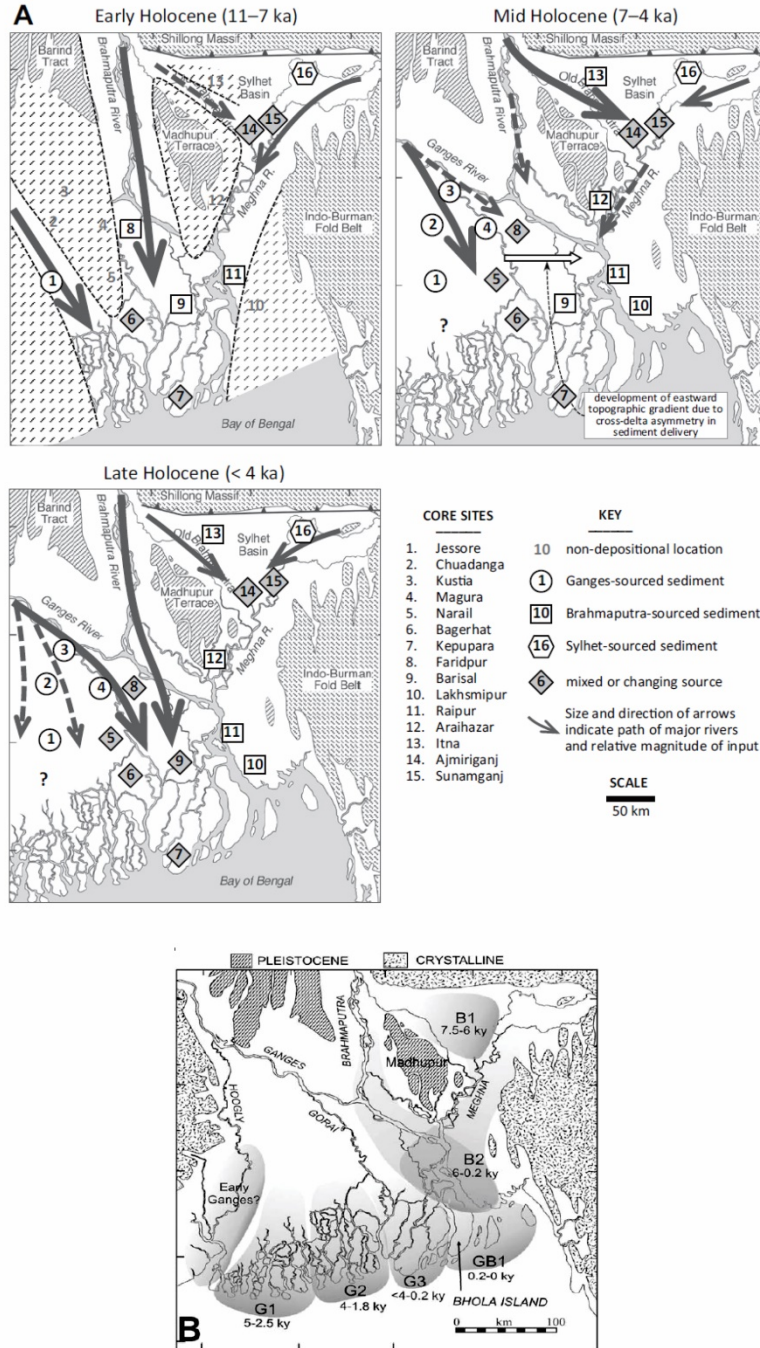 A
Early Holocene (11–7 ka)
Shillong Massif
Barind
Tract
Brahmaputra River
Sylhet
Basin
Madhupur
Terrace
Meghna R.
Indo-Burman
Fold Belt
Bay of Bengal
1
2
3
4
5
6
7
8
9
10
11
12
13
14
15
16
Mid Holocene (7–4 ka)
Shillong Massif
Barind
Tract
Brahmaputra River
Sylhet
Basin
Madhupur
Terrace
Ganges River
Meghna R.
Indo-Burman
Fold Belt
1
2
3
4
5
6
7
8
9
10
11
12
13
14
15
16
?
development of eastward
topographic gradient due to
cross-delta asymmetry in
sediment delivery
Bay of Bengal
Late Holocene (< 4 ka)
Shillong Massif
Barind
Tract
Brahmaputra River
Sylhet
Basin
Madhupur
Terrace
Ganges River
Meghna R.
Indo-Burman
Fold Belt
1
2
3
4
5
6
7
8
9
10
11
12
13
14
15
16
?
Bay of Bengal
CORE SITES
1. Jessore
2. Chuadanga
3. Kustia
4. Magura
5. Narail
6. Bagerhat
7. Kepupara
8. Faridpur
9. Barisal
10. Lakhsmipur
11. Raipur
12. Araihazar
13. Itna
14. Ajmiriganj
15. Sunamganj
KEY
10 non-depositional location
1 Ganges-sourced sediment
10 Brahmaputra-sourced sediment
16 Sylhet-sourced sediment
6 mixed or changing source
Size and direction of arrows
indicate path of major rivers
and relative magnitude of input
SCALE
50 km
PLEISTOCENE
CRYSTALLINE
B1
7.5-6 ky
BRAHMAPUTRA
Madhupur
GANGES
MEGHNA
HOOGLY
GORAI
B2
6-0.2 ky
Early
Ganges?
GB1
0.2-0 ky
G3
<4-0.2 ky
G2
4-1.8 ky
G1
5-2.5 ky
BHOLA ISLAND
0 km 100
B